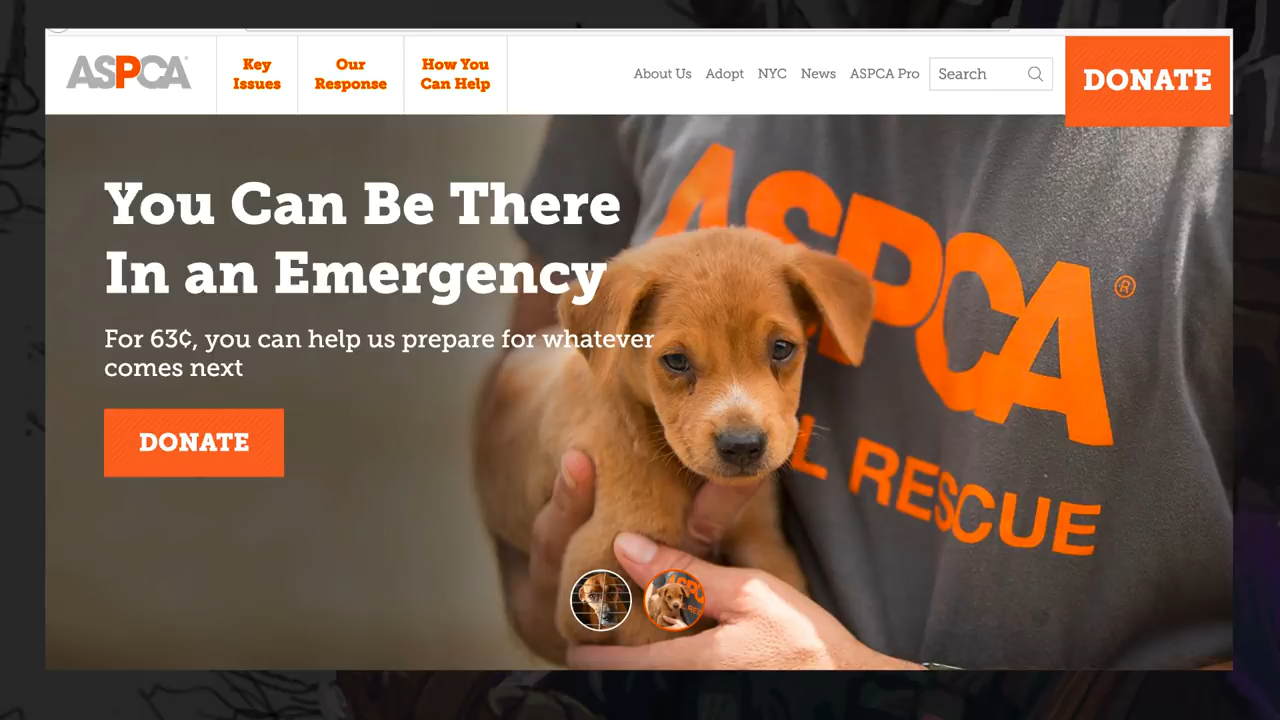 ASPCA
Key
Issues
Our
Response
How You
Can Help
About Us
Adopt
NYC
News
ASPCA Pro
Search
DONATE
You Can Be There
In an Emergency
For 63¢, you can help us prepare for whatever
comes next
DONATE
ASPCA®
L RESCUE